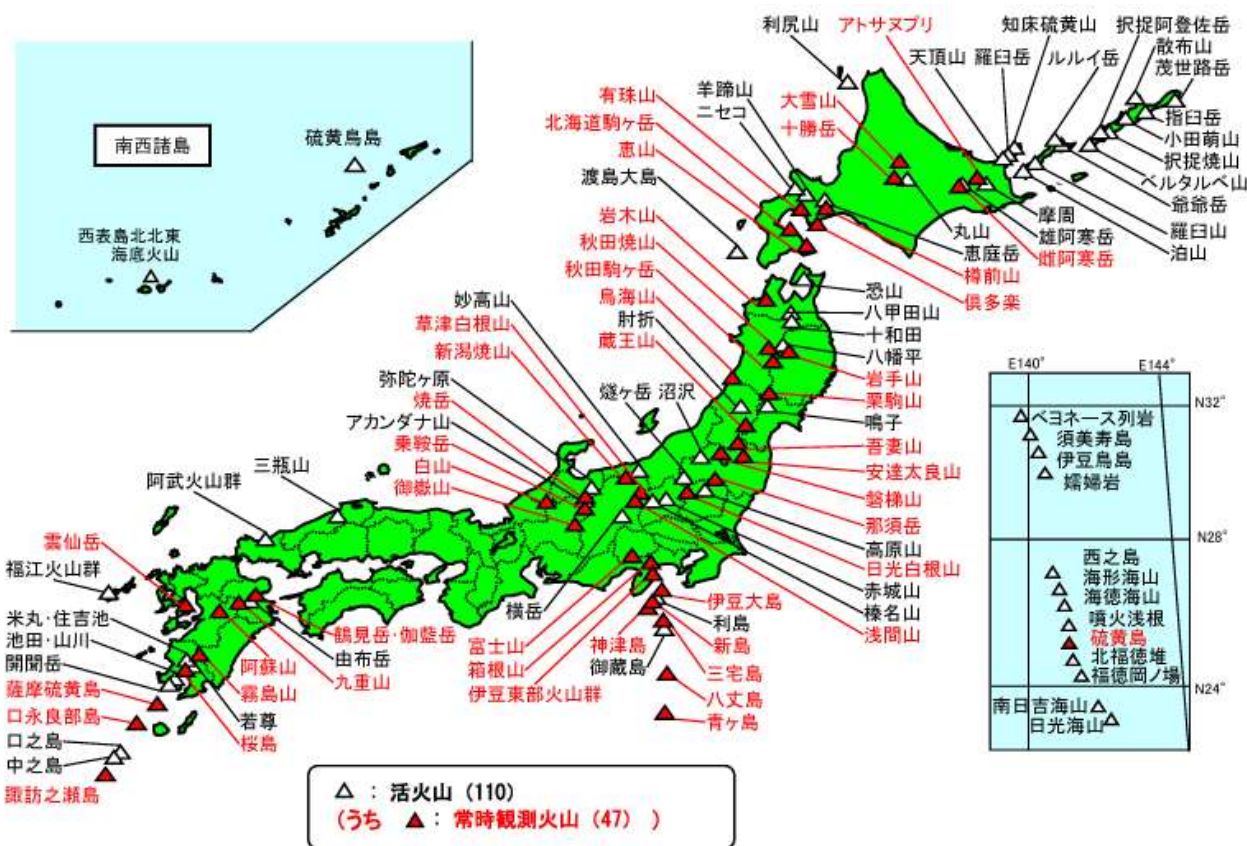 南西諸島
硫黄鳥島
西表島北北東
海底火山
利尻山
アトサヌプリ
知床硫黄山
択捉阿登佐岳
天頂山
羅臼岳
ルルイ岳
散布山
茂世路岳
羊蹄山
ニセコ
有珠山
大雪山
北海道駒ヶ岳
十勝岳
恵山
渡島大島
指臼岳
小田萌山
択捉焼山
ベルタルベ山
爺爺岳
羅臼山
泊山
摩周
雄阿寒岳
雌阿寒岳
丸山
恵庭岳
樽前山
倶多楽
岩木山
秋田焼山
秋田駒ヶ岳
鳥海山
肘折
蔵王山
恐山
八甲田山
十和田
八幡平
岩手山
栗駒山
鳴子
吾妻山
安達太良山
磐梯山
那須岳
高原山
日光白根山
赤城山
榛名山
浅間山
妙高山
草津白根山
新潟焼山
燧ヶ岳
沼沢
弥陀ヶ原
焼岳
アカンダナ山
乗鞍岳
白山
御嶽山
三瓶山
阿武火山群
横岳
富士山
箱根山
伊豆東部火山群
伊豆大島
利島
新島
神津島
三宅島
御蔵島
八丈島
青ヶ島
雲仙岳
福江火山群
米丸・住吉池
池田・山川
開聞岳
薩摩硫黄島
口永良部島
口之島
中之島
諏訪之瀬島
鶴見岳・伽藍岳
由布岳
九重山
阿蘇山
霧島山
若尊
桜島
E140°
E144°
N32°
ベヨネース列岩
須美寿島
伊豆鳥島
孀婦岩
N28°
西之島
海形海山
海徳海山
噴火浅根
硫黄島
北福徳堆
福徳岡ノ場
N24°
南日吉海山
日光海山
△ : 活火山 (110)
(うち ▲ : 常時観測火山 (47) )